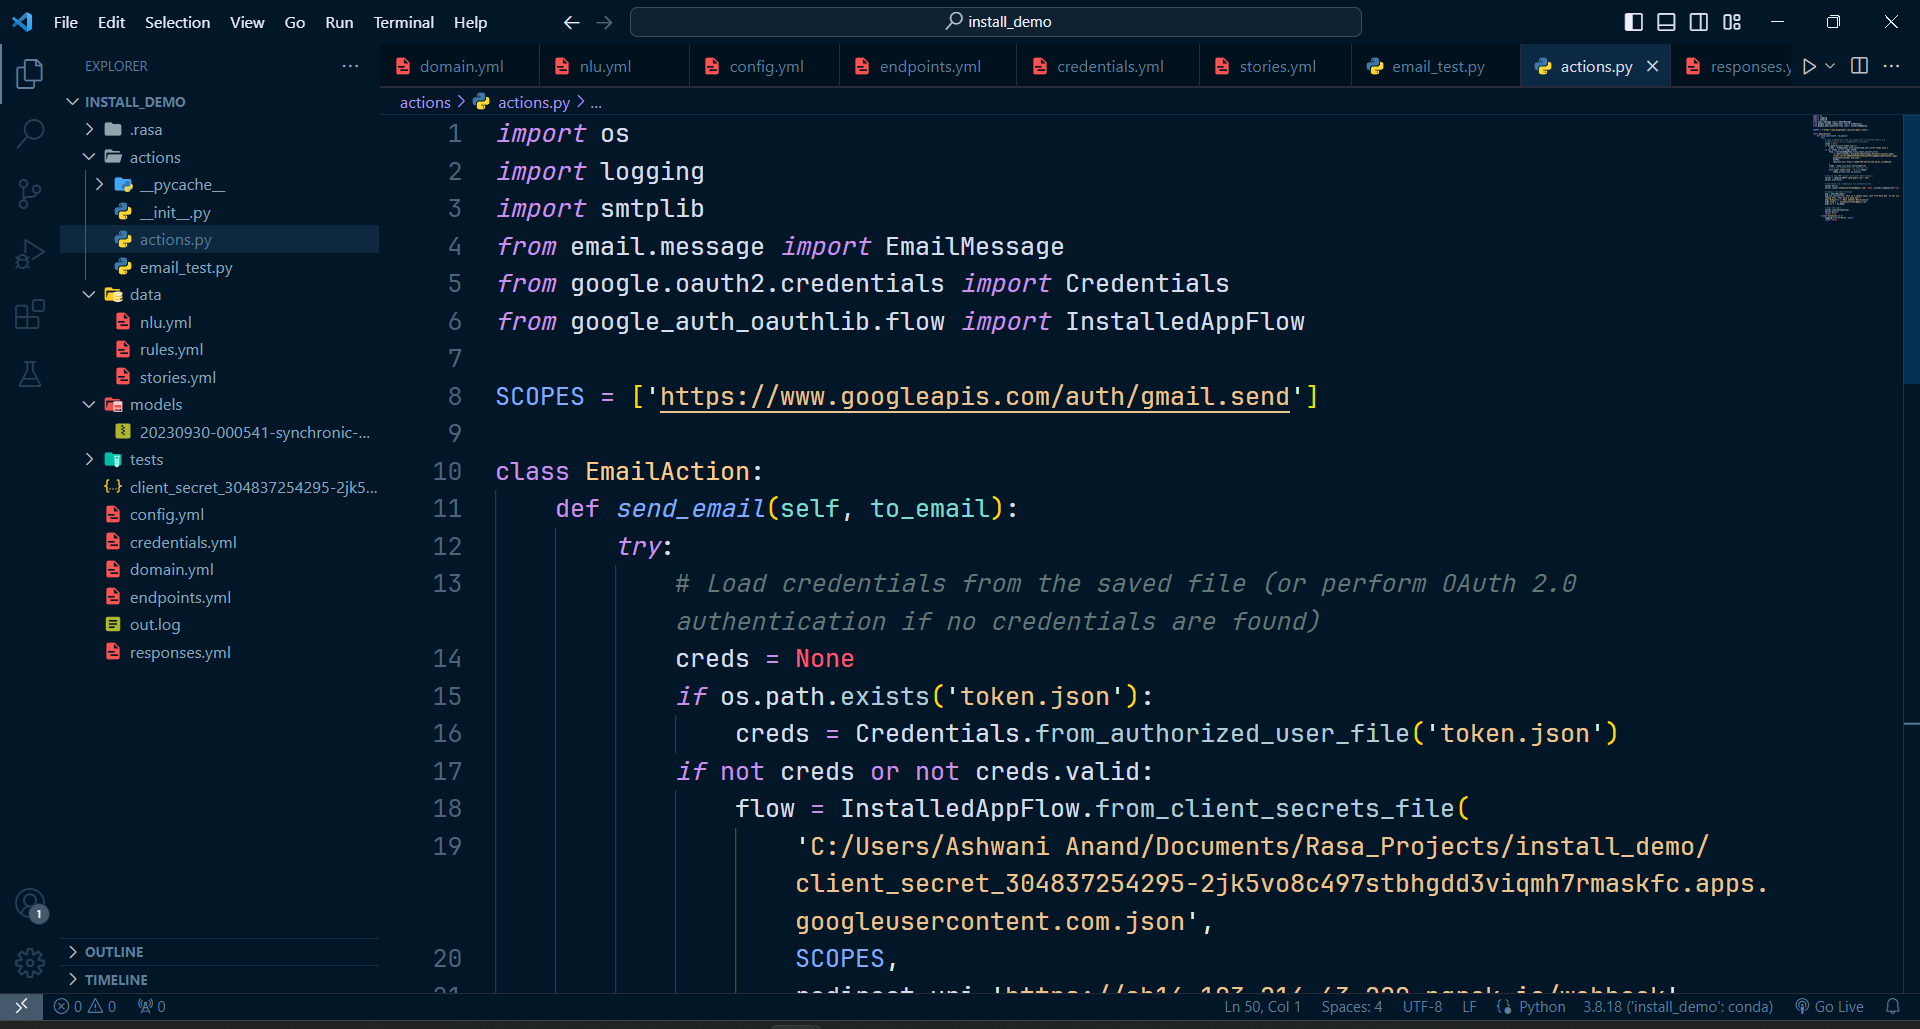 File Edit Selection View Go Run Terminal Help
install_demo
EXPLORER
domain.yml
nlu.yml
config.yml
endpoints.yml
credentials.yml
stories.yml
email_test.py
actions.py
responses.y
INSTALL_DEMO
.rasa
actions
__pycache__
__init__.py
actions.py
email_test.py
data
nlu.yml
rules.yml
stories.yml
models
20230930-000541-synchronic-...
tests
client_secret_304837254295-2jk5...
config.yml
credentials.yml
domain.yml
endpoints.yml
out.log
responses.yml
OUTLINE
TIMELINE
1
actions > actions.py > ...
1 import os
2 import logging
3 import smtplib
4 from email.message import EmailMessage
5 from google.oauth2.credentials import Credentials
6 from google_auth_oauthlib.flow import InstalledAppFlow
7
8 SCOPES = ['https://www.googleapis.com/auth/gmail.send']
9
10 class EmailAction:
11 def send_email(self, to_email):
12 try:
13 # Load credentials from the saved file (or perform OAuth 2.0
authentication if no credentials are found)
14 creds = None
15 if os.path.exists('token.json'):
16 creds = Credentials.from_authorized_user_file('token.json')
17 if not creds or not creds.valid:
18 flow = InstalledAppFlow.from_client_secrets_file(
19 'C:/Users/Ashwani Anand/Documents/Rasa_Projects/install_demo/
client_secret_304837254295-2jk5vo8c497stbhgdd3viqmh7rmaskfc.apps.
googleusercontent.com.json',
20 SCOPES,
0 0 0
Ln 50, Col 1 Spaces: 4 UTF-8 LF Python 3.8.18 ('install_demo': conda) Go Live